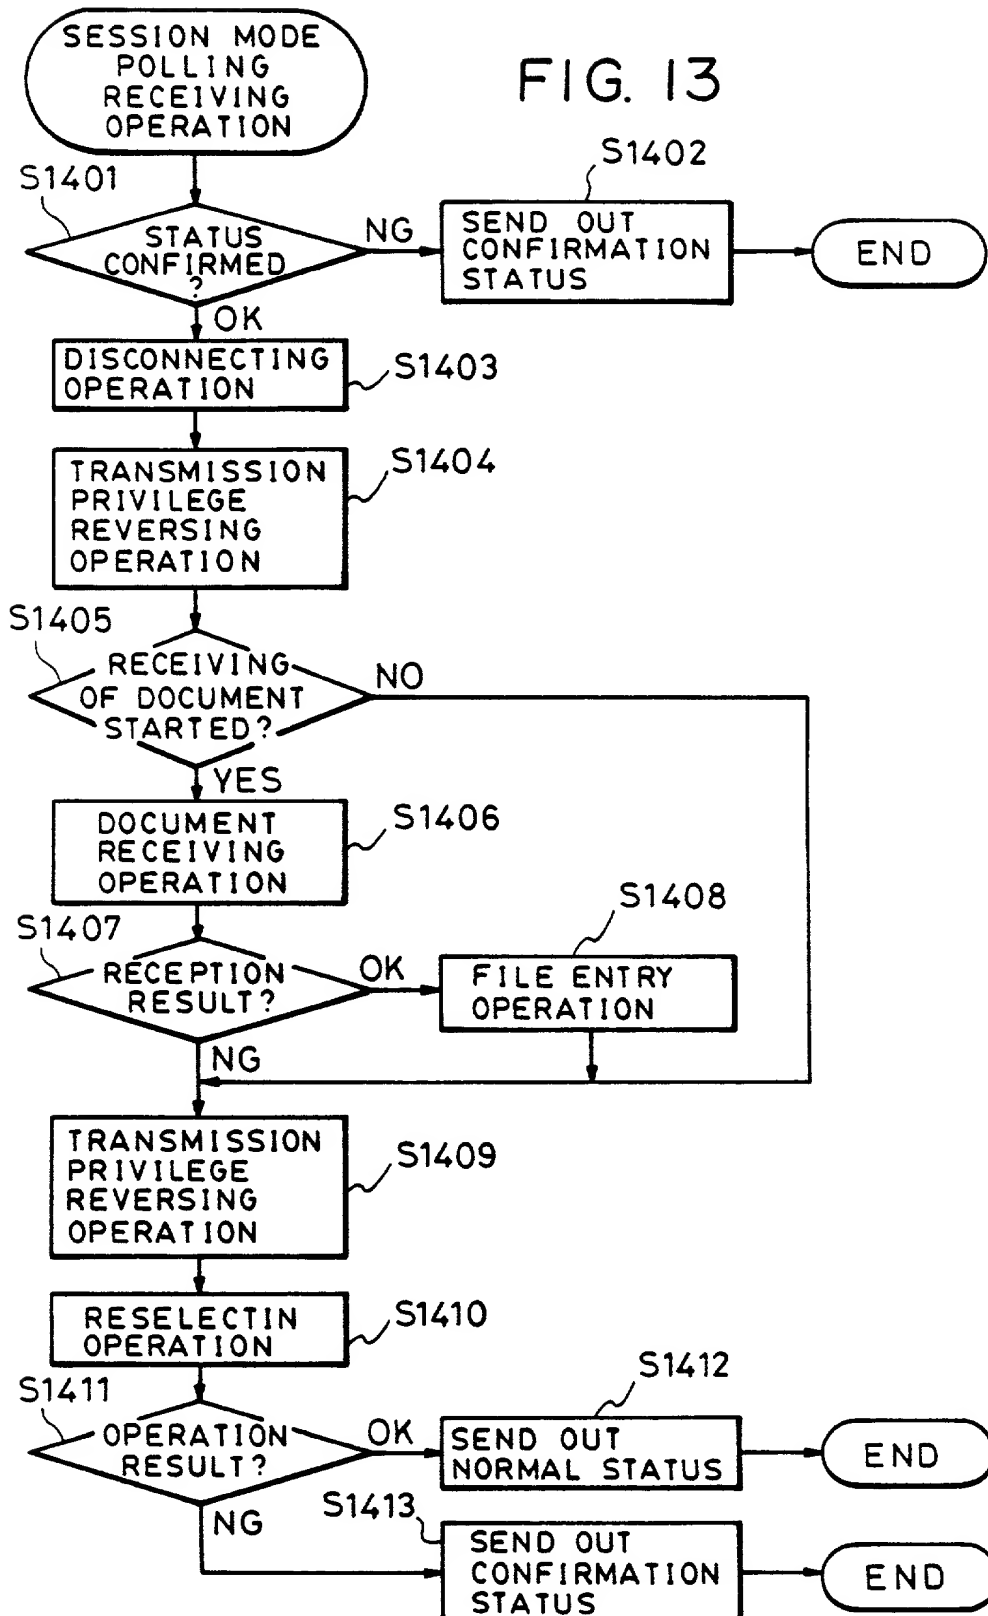 SESSION MODE
POLLING
RECEIVING
OPERATION
FIG. 13
S1401
STATUS
CONFIRMED
?
NG
S1402
SEND OUT
CONFIRMATION
STATUS
END
OK
DISCONNECTING
OPERATION
S1403
TRANSMISSION
PRIVILEGE
REVERSING
OPERATION
S1404
S1405
RECEIVING
OF DOCUMENT
STARTED?
NO
YES
DOCUMENT
RECEIVING
OPERATION
S1406
S1407
RECEPTION
RESULT?
OK
S1408
FILE ENTRY
OPERATION
NG
TRANSMISSION
PRIVILEGE
REVERSING
OPERATION
S1409
RESELECTIN
OPERATION
S1410
S1411
OPERATION
RESULT?
OK
S1412
SEND OUT
NORMAL STATUS
END
NG
S1413
SEND OUT
CONFIRMATION
STATUS
END